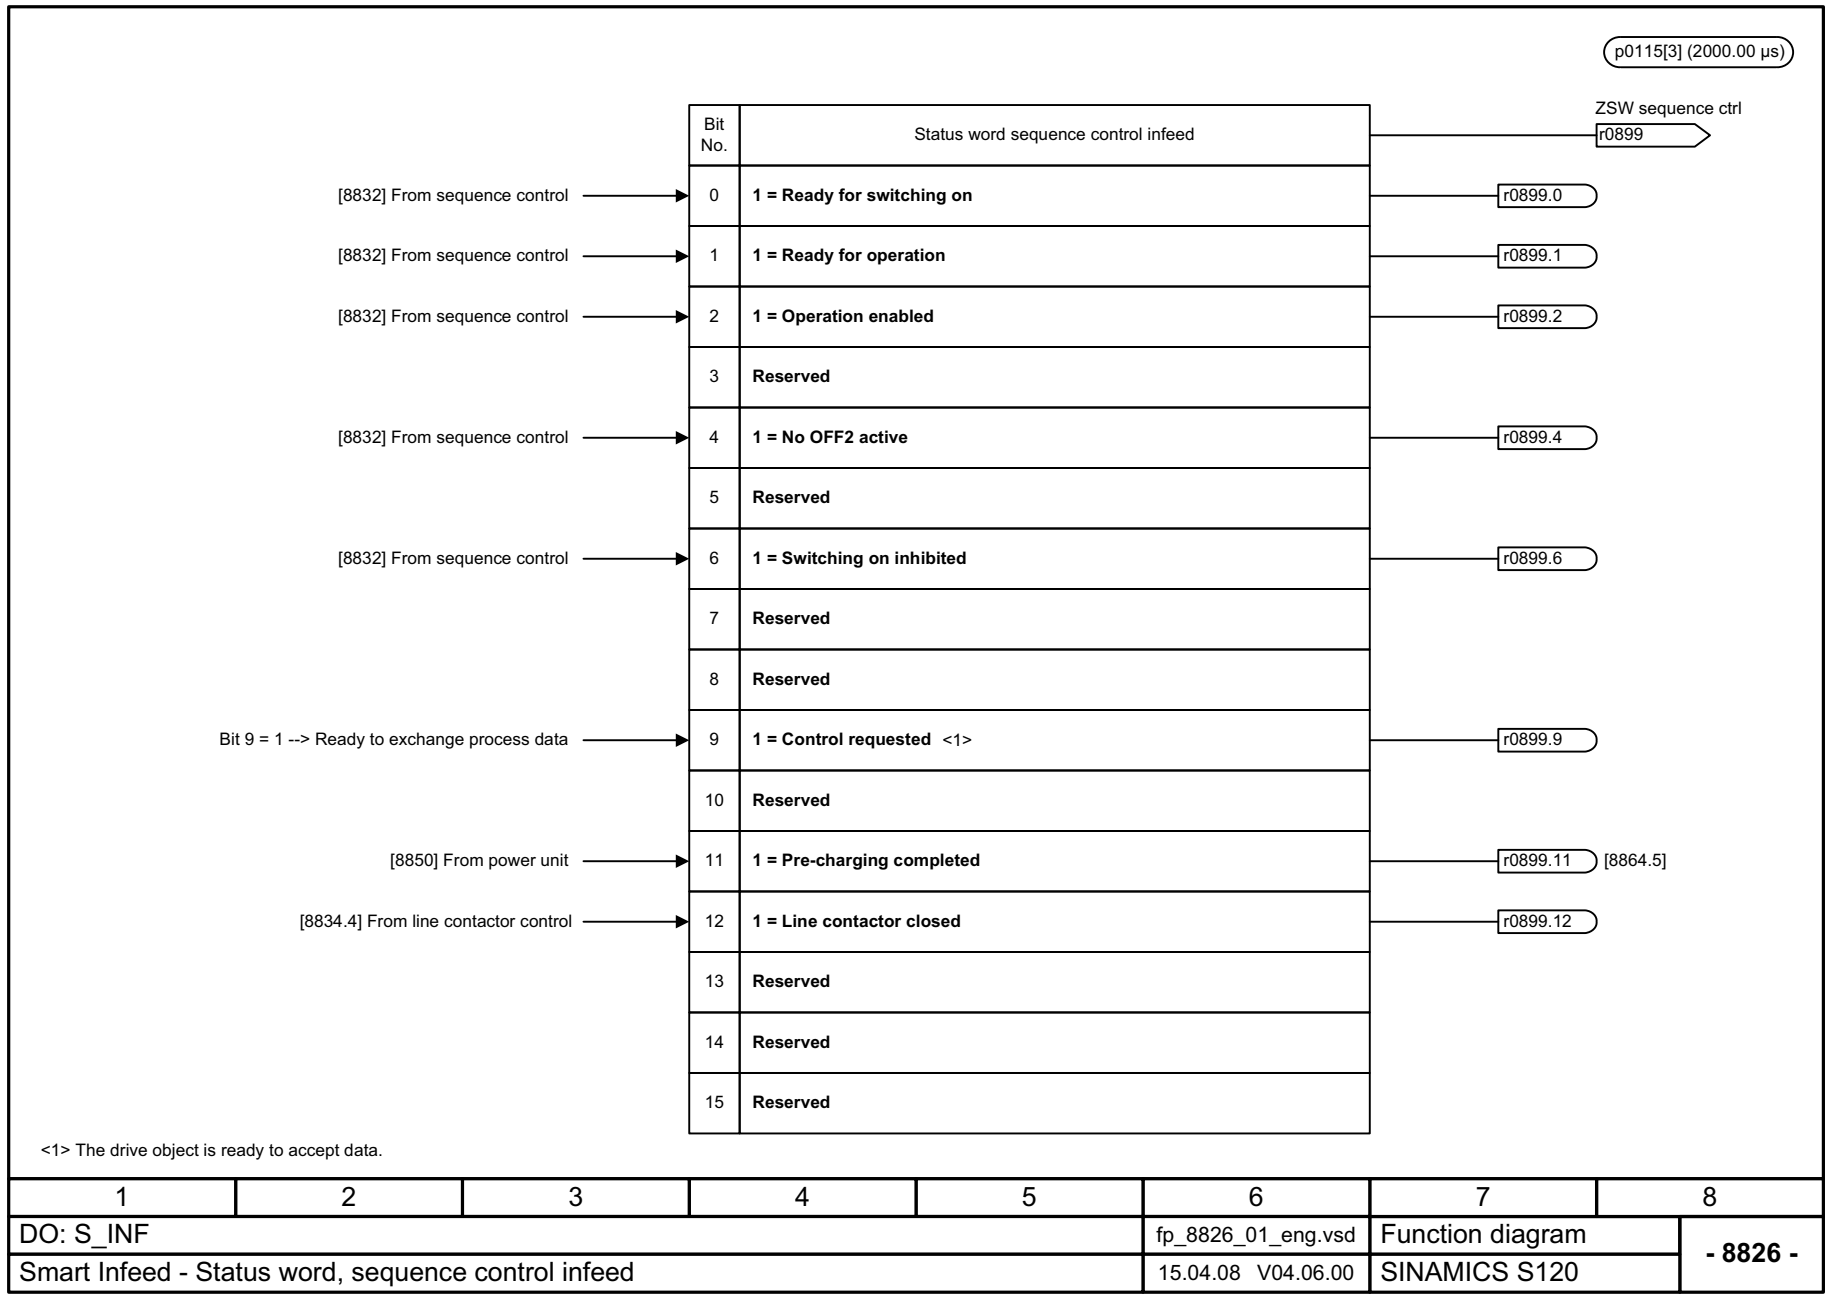 p0115[3] (2000.00 µs)
ZSW sequence ctrl
Bit No. Status word sequence control infeed r0899
[8832] From sequence control 0 1 = Ready for switching on r0899.0
[8832] From sequence control 1 1 = Ready for operation r0899.1
[8832] From sequence control 2 1 = Operation enabled r0899.2
3 Reserved
[8832] From sequence control 4 1 = No OFF2 active r0899.4
5 Reserved
[8832] From sequence control 6 1 = Switching on inhibited r0899.6
7 Reserved
8 Reserved
Bit 9 = 1 --> Ready to exchange process data 9 1 = Control requested <1> r0899.9
10 Reserved
[8850] From power unit 11 1 = Pre-charging completed r0899.11 [8864.5]
[8834.4] From line contactor control 12 1 = Line contactor closed r0899.12
13 Reserved
14 Reserved
15 Reserved
<1> The drive object is ready to accept data.
1 2 3 4 5 6 7 8
DO: S_INF fp_8826_01_eng.vsd Function diagram
- 8826 -
Smart Infeed - Status word, sequence control infeed 15.04.08 V04.06.00 SINAMICS S120